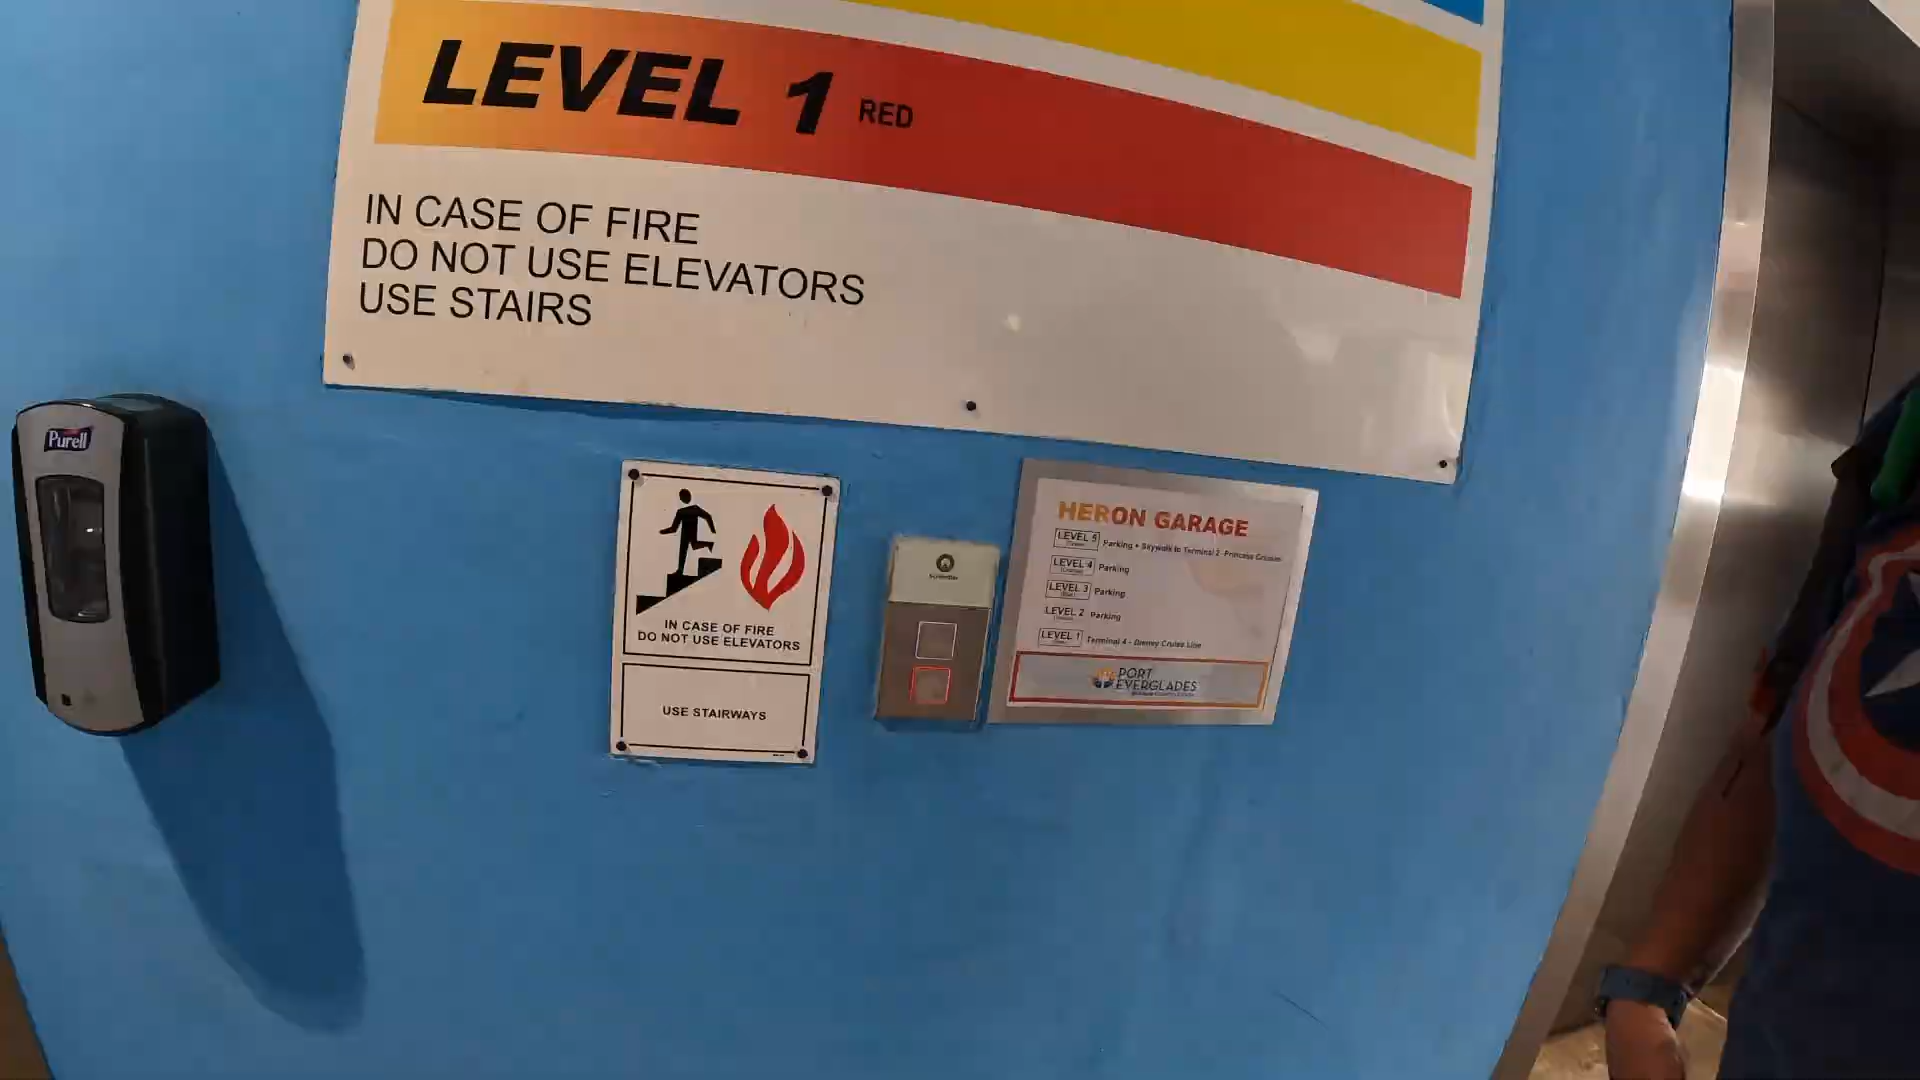 LEVEL 1 RED
IN CASE OF FIRE
DO NOT USE ELEVATORS
USE STAIRS
Purell
IN CASE OF FIRE
DO NOT USE ELEVATORS
USE STAIRWAYS
HERON GARAGE
LEVEL 5 Parking + Skywalk to Terminal 2- Princess Cruises
LEVEL 4 Parking
LEVEL 3 Parking
LEVEL 2 Parking
LEVEL 1 Terminal 4 - Disney Cruise Line
PORT
EVERGLADES